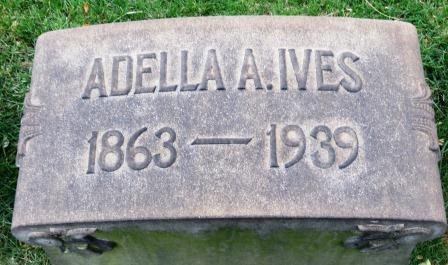 ADELLA A. IVES
1863 — 1939